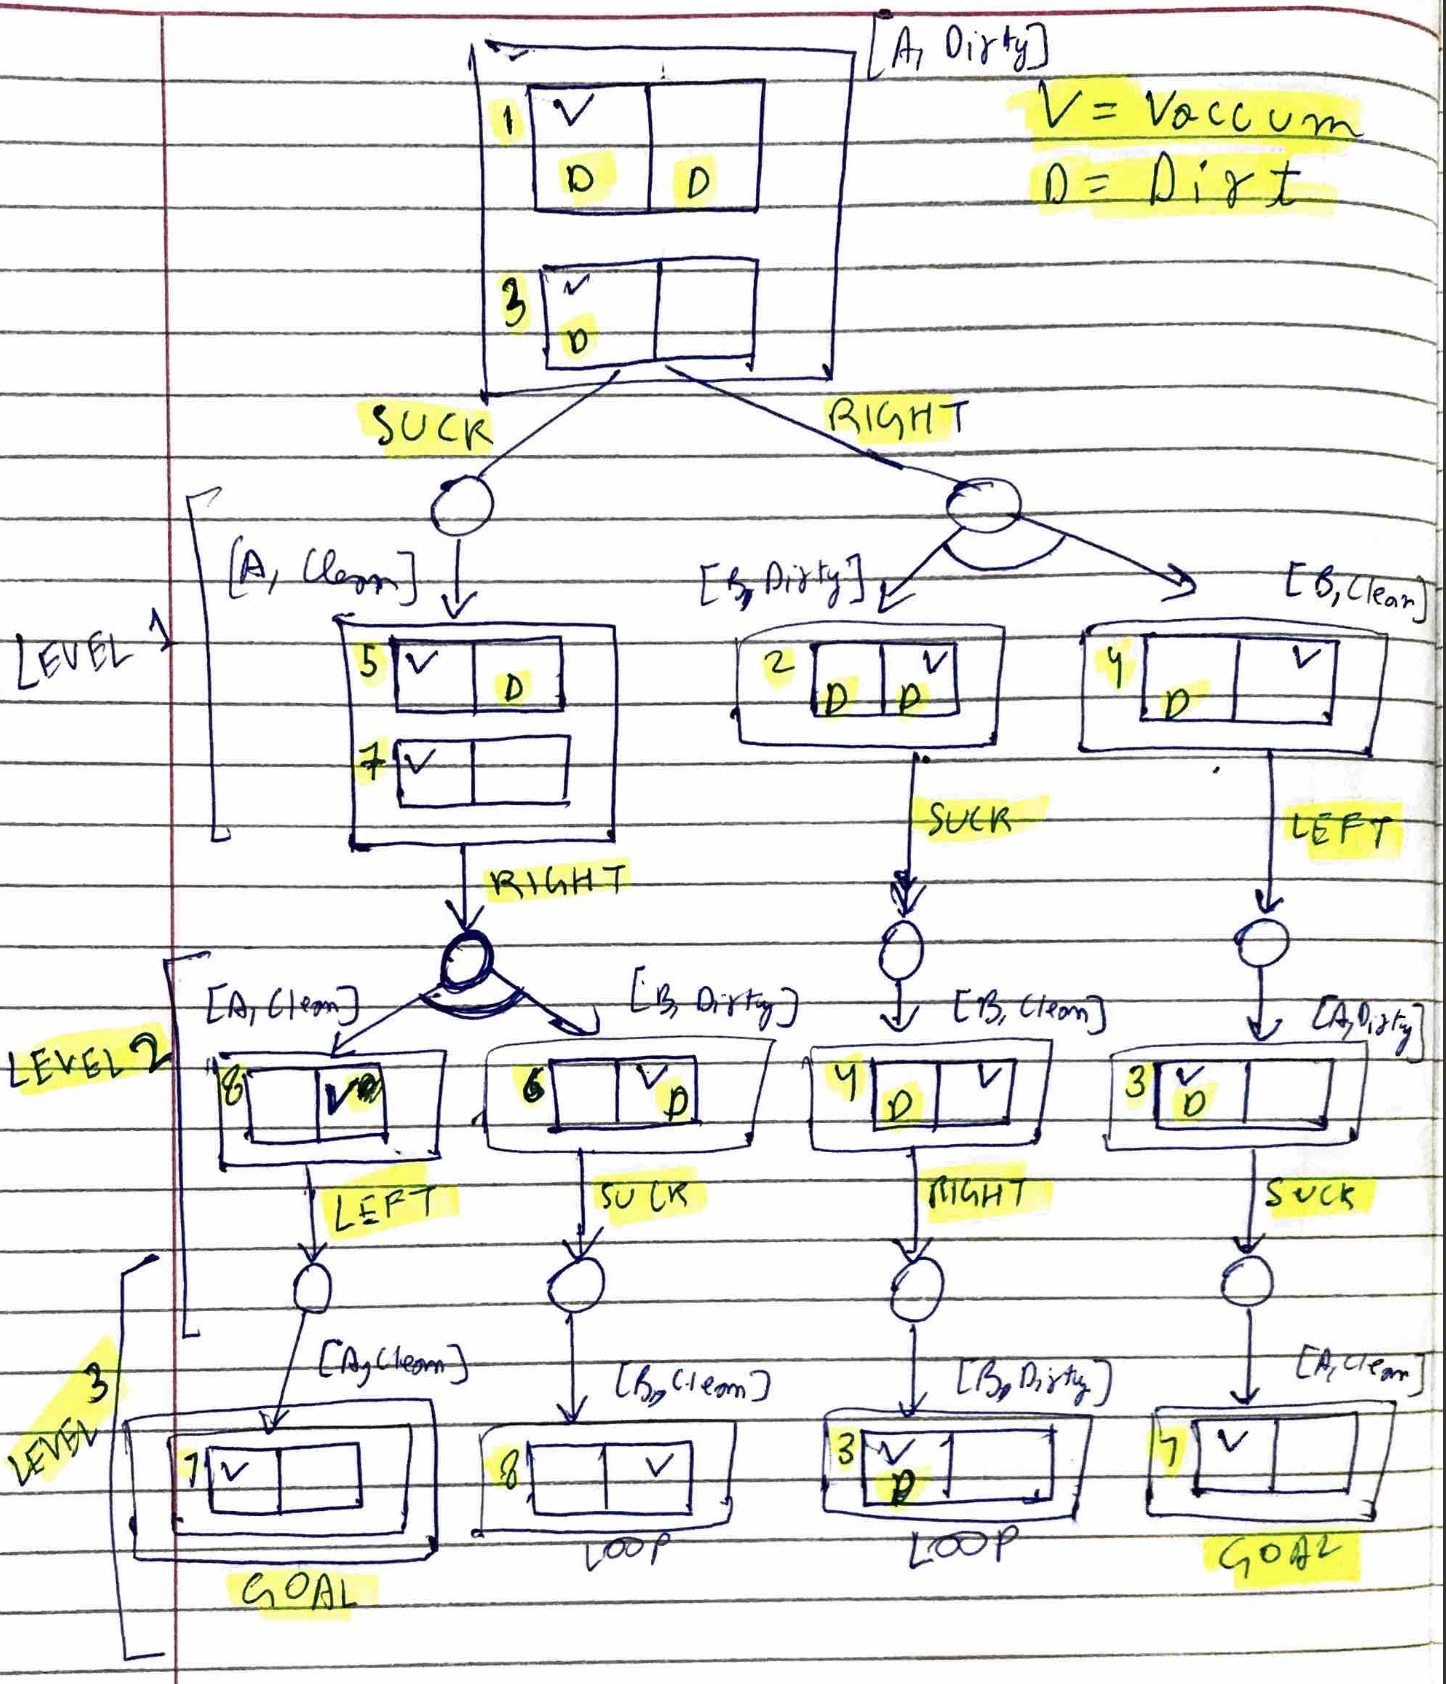 [A, Dirty]
V = Vaccum
D = Dirt
1 V
D D
3 V
D
SUCK RIGHT
LEVEL 1
[A, Clean] [B, Dirty] [B, Clean]
5 V D
7 V
2 V
D D
4 V
D
RIGHT SUCK LEFT
LEVEL 2
[A, Clean] [B, Dirty] [B, Clean] [A, Dirty]
8 V
6 V
D
4 V
D
3 V
D
LEFT SUCK RIGHT SUCK
LEVEL 3
[A, Clean] [B, Clean] [B, Dirty] [A, Clean]
7 V
8 V
3 V
D
7 V
GOAL LOOP LOOP GOAL